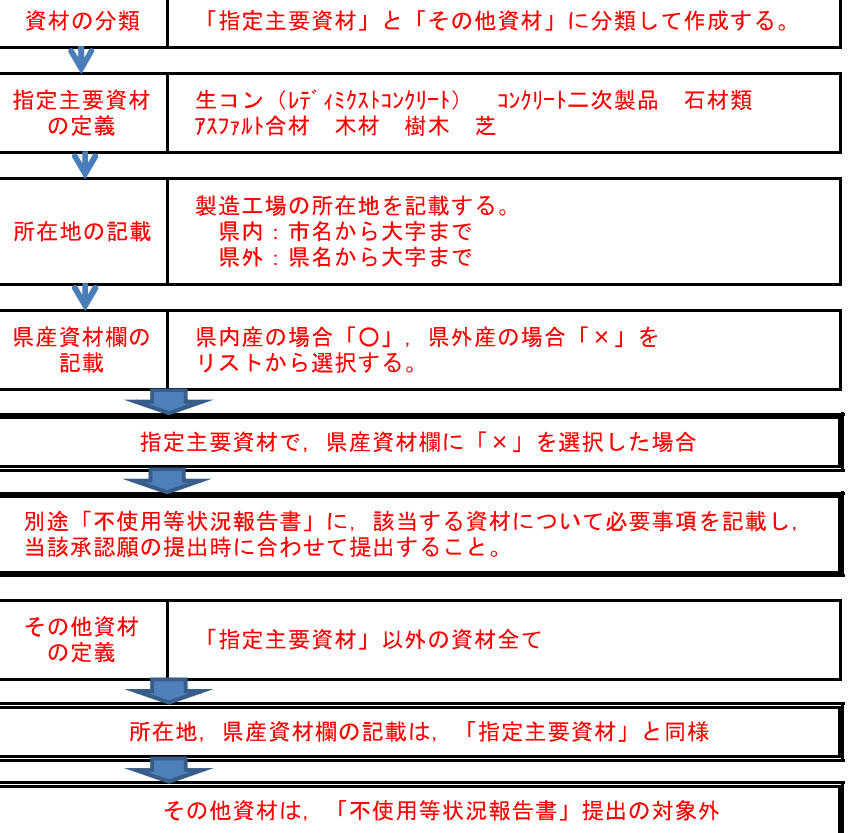 資材の分類
「指定主要資材」と「その他資材」に分類して作成する。
指定主要資材
の定義
生コン（ﾚﾃﾞｨﾐｸｽﾄｺﾝｸﾘｰﾄ）　ｺﾝｸﾘｰﾄ二次製品　石材類
ｱｽﾌｧﾙﾄ合材　木材　樹木　芝
所在地の記載
製造工場の所在地を記載する。
県内：市名から大字まで
県外：県名から大字まで
県産資材欄の
記載
県内産の場合「〇」，県外産の場合「×」を
リストから選択する。
指定主要資材で，県産資材欄に「×」を選択した場合
別途「不使用等状況報告書」に，該当する資材について必要事項を記載し，
当該承認願の提出時に合わせて提出すること。
その他資材
の定義
「指定主要資材」以外の資材全て
所在地，県産資材欄の記載は，「指定主要資材」と同様
その他資材は，「不使用等状況報告書」提出の対象外